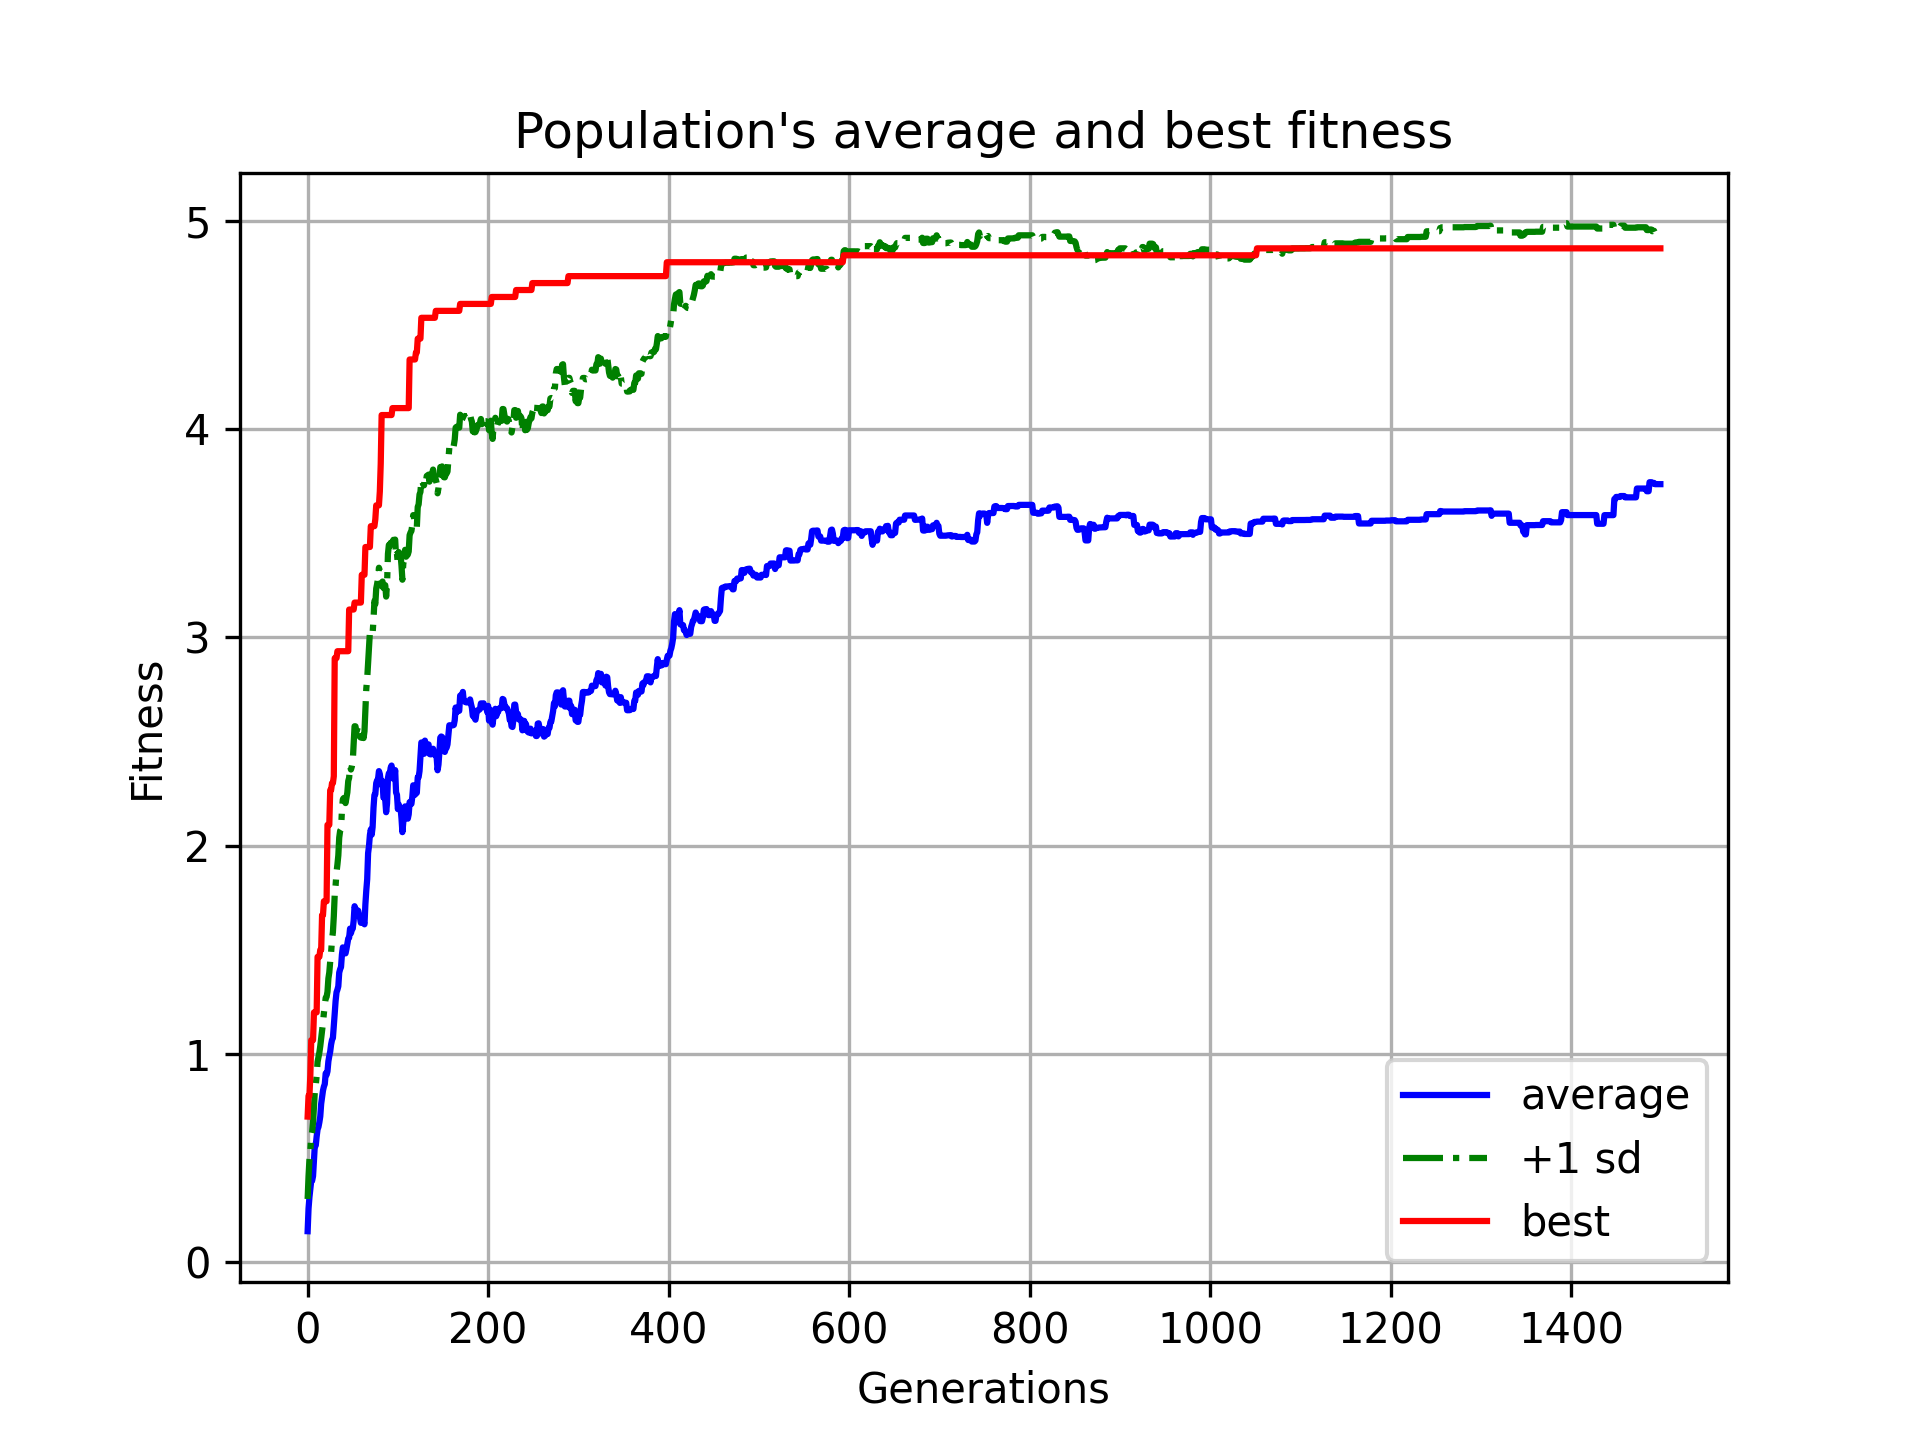 Population's average and best fitness
5
4
3
2
1
0
Fitness
0 200 400 600 800 1000 1200 1400
Generations
average
+1 sd
best